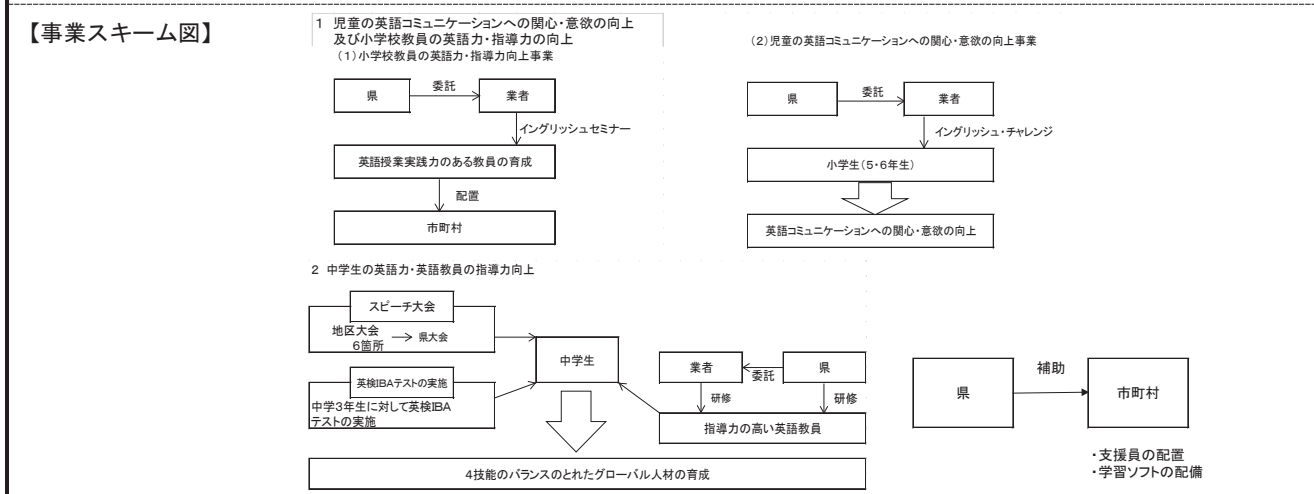 【事業スキーム図】
1 児童の英語コミュニケーションへの関心・意欲の向上
及び小学校教員の英語力・指導力の向上
(1)小学校教員の英語力・指導力向上事業
県
委託
業者
イングリッシュセミナー
英語授業実践力のある教員の育成
配置
市町村
(2)児童の英語コミュニケーションへの関心・意欲の向上事業
県
委託
業者
イングリッシュ・チャレンジ
小学生(5・6年生)
英語コミュニケーションへの関心・意欲の向上
2 中学生の英語力・英語教員の指導力向上
スピーチ大会
地区大会
6箇所
県大会
英検IBAテストの実施
中学3年生に対して英検IBA
テストの実施
中学生
業者
委託
県
研修
研修
指導力の高い英語教員
4技能のバランスのとれたグローバル人材の育成
県
補助
市町村
・支援員の配置
・学習ソフトの配備